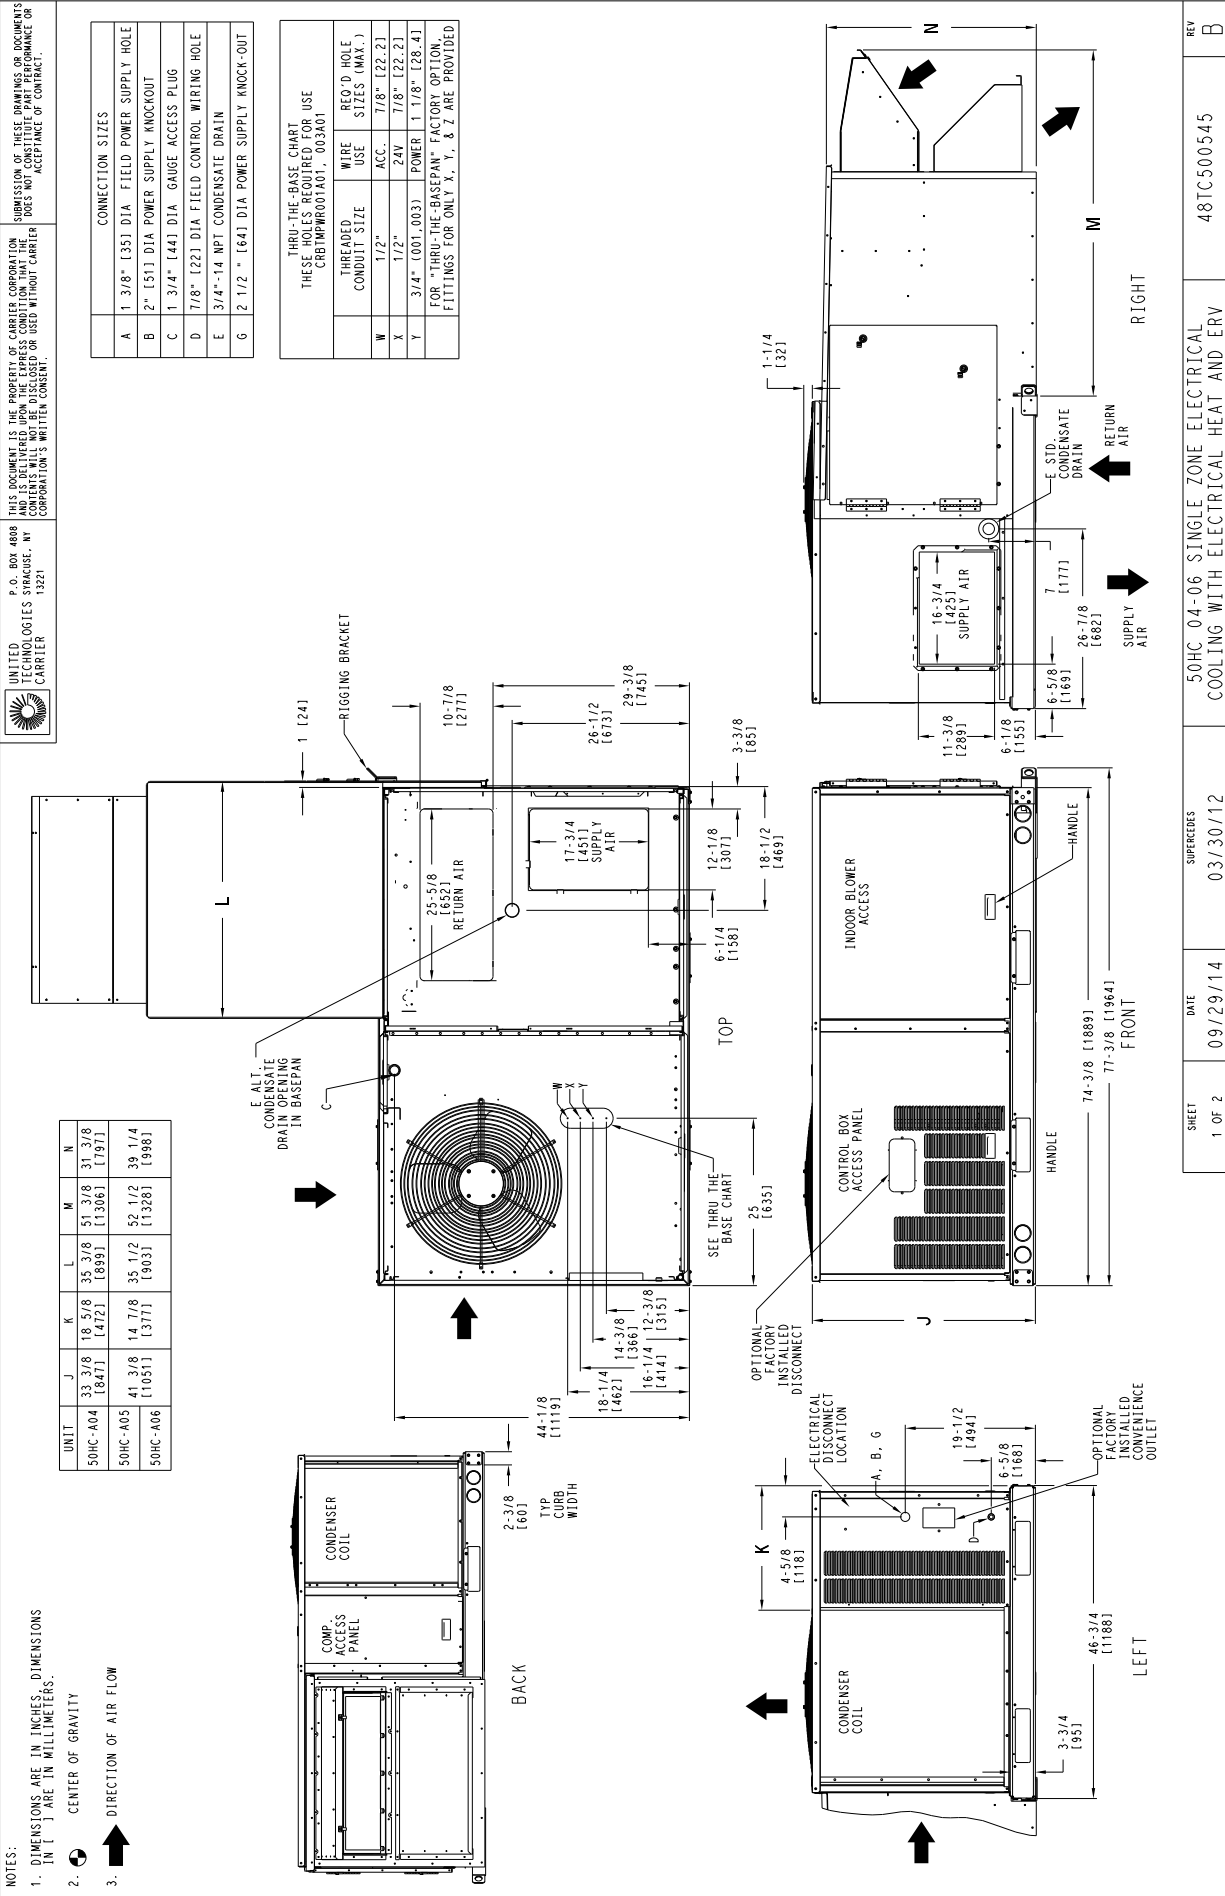 NOTES:
1. DIMENSIONS ARE IN INCHES, DIMENSIONS
IN [ ] ARE IN MILLIMETERS.
2. CENTER OF GRAVITY
3. DIRECTION OF AIR FLOW
UNIT J K L M N
50HC-A04 33 3/8 [847] 18 5/8 [472] 35 3/8 [899] 51 3/8 [1306] 31 3/8 [797]
50HC-A05
50HC-A06
41 3/8 [1051] 14 7/8 [377] 35 1/2 [903] 52 1/2 [1328] 39 1/4 [998]
UNITED
TECHNOLOGIES
CARRIER
P.O. BOX 4808
SYRACUSE, NY
13221
THIS DOCUMENT IS THE PROPERTY OF CARRIER CORPORATION
AND IS DELIVERED UPON THE EXPRESS CONDITION THAT THE
CONTENTS WILL NOT BE DISCLOSED OR USED WITHOUT CARRIER
CORPORATION'S WRITTEN CONSENT.
SUBMISSION OF THESE DRAWINGS OR DOCUMENTS
DOES NOT CONSTITUTE PART PERFORMANCE OR
ACCEPTANCE OF CONTRACT.
CONNECTION SIZES
A 1 3/8" [35] DIA FIELD POWER SUPPLY HOLE
B 2" [51] DIA POWER SUPPLY KNOCKOUT
C 1 3/4" [44] DIA GAUGE ACCESS PLUG
D 7/8" [22] DIA FIELD CONTROL WIRING HOLE
E 3/4"-14 NPT CONDENSATE DRAIN
G 2 1/2 " [64] DIA POWER SUPPLY KNOCK-OUT
THRU-THE-BASE CHART
THESE HOLES REQUIRED FOR USE
CRBTMPWR001A01, 003A01
THREADED
CONDUIT SIZE
WIRE
USE
REQ'D HOLE
SIZES (MAX.)
W 1/2" ACC. 7/8" [22.2]
X 1/2" 24V 7/8" [22.2]
Y 3/4" (001,003) POWER 1 1/8" [28.4]
FOR "THRU-THE-BASEPAN" FACTORY OPTION,
FITTINGS FOR ONLY X, Y, & Z ARE PROVIDED
CONDENSER
COIL
COMP.
ACCESS
PANEL
2-3/8
[60]
TYP
CURB
WIDTH
BACK
L
1 [24]
RIGGING BRACKET
E ALT.
CONDENSATE
DRAIN OPENING
IN BASEPAN
C
10-7/8
[277]
25-5/8
[652]
RETURN AIR
17-3/4
[451]
SUPPLY
AIR
26-1/2
[673]
29-3/8
[745]
3-3/8
[85]
12-1/8
[307]
18-1/2
[469]
6-1/4
[158]
TOP
W
X
Y
SEE THRU THE
BASE CHART
25
[635]
12-3/8
[315]
14-3/8
[366]
16-1/4
[414]
18-1/4
[462]
44-1/8
[1119]
CONDENSER
COIL
K
4-5/8
[118]
ELECTRICAL
DISCONNECT
LOCATION
A, B, G
D
19-1/2
[494]
6-5/8
[168]
OPTIONAL
FACTORY
INSTALLED
CONVENIENCE
OUTLET
3-3/4
[95]
46-3/4
[1188]
LEFT
OPTIONAL
FACTORY
INSTALLED
DISCONNECT
J
CONTROL BOX
ACCESS PANEL
INDOOR BLOWER
ACCESS
HANDLE
HANDLE
74-3/8 [1889]
77-3/8 [1964]
FRONT
1-1/4
[32]
16-3/4
[425]
SUPPLY AIR
11-3/8
[289]
6-1/8
[155]
6-5/8
[169]
26-7/8
[682]
7
[177]
E STD.
CONDENSATE
DRAIN
RETURN
AIR
SUPPLY
AIR
M
N
RIGHT
SHEET
1 OF 2
DATE
09/29/14
SUPERCEDES
03/30/12
50HC 04-06 SINGLE ZONE ELECTRICAL
COOLING WITH ELECTRICAL HEAT AND ERV
48TC500545
REV
B